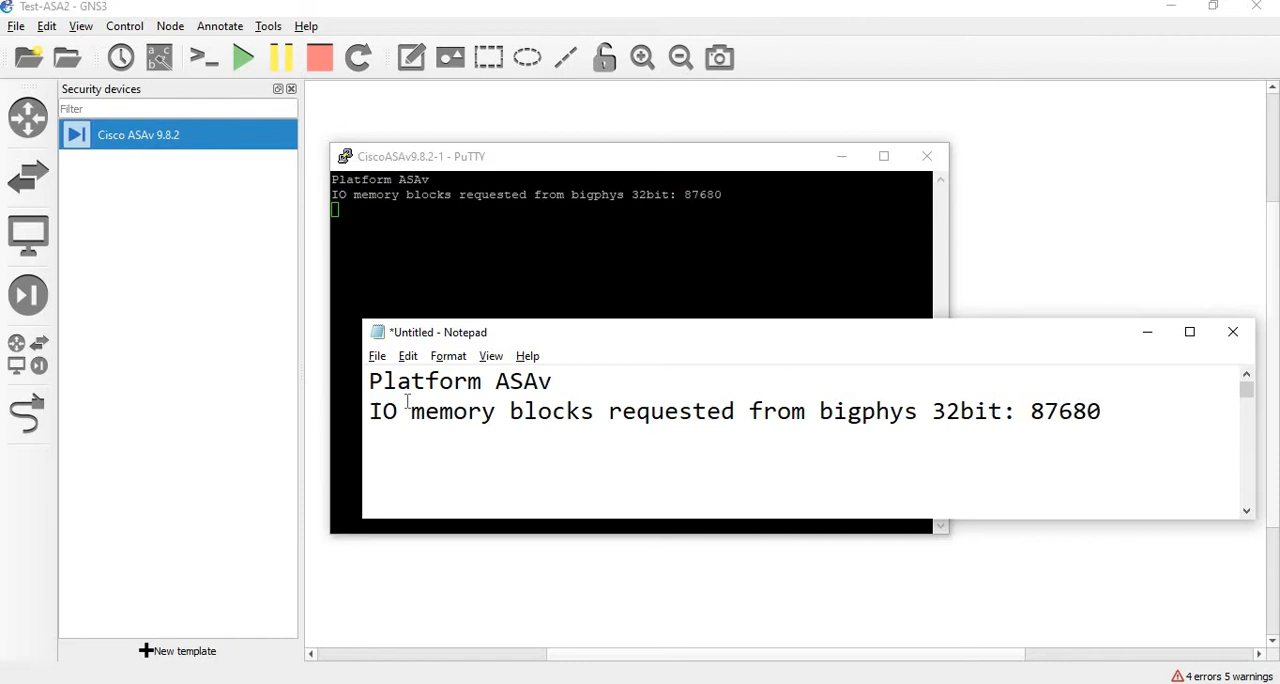 Test-ASA2 - GNS3
File Edit View Control Node Annotate Tools Help
Security devices
Filter
Cisco ASAv 9.8.2
New template
CiscoASAv9.8.2-1 - PuTTY
Platform ASAv
IO memory blocks requested from bigphys 32bit: 87680
*Untitled - Notepad
File Edit Format View Help
Platform ASAv
IO memory blocks requested from bigphys 32bit: 87680
4 errors 5 warnings